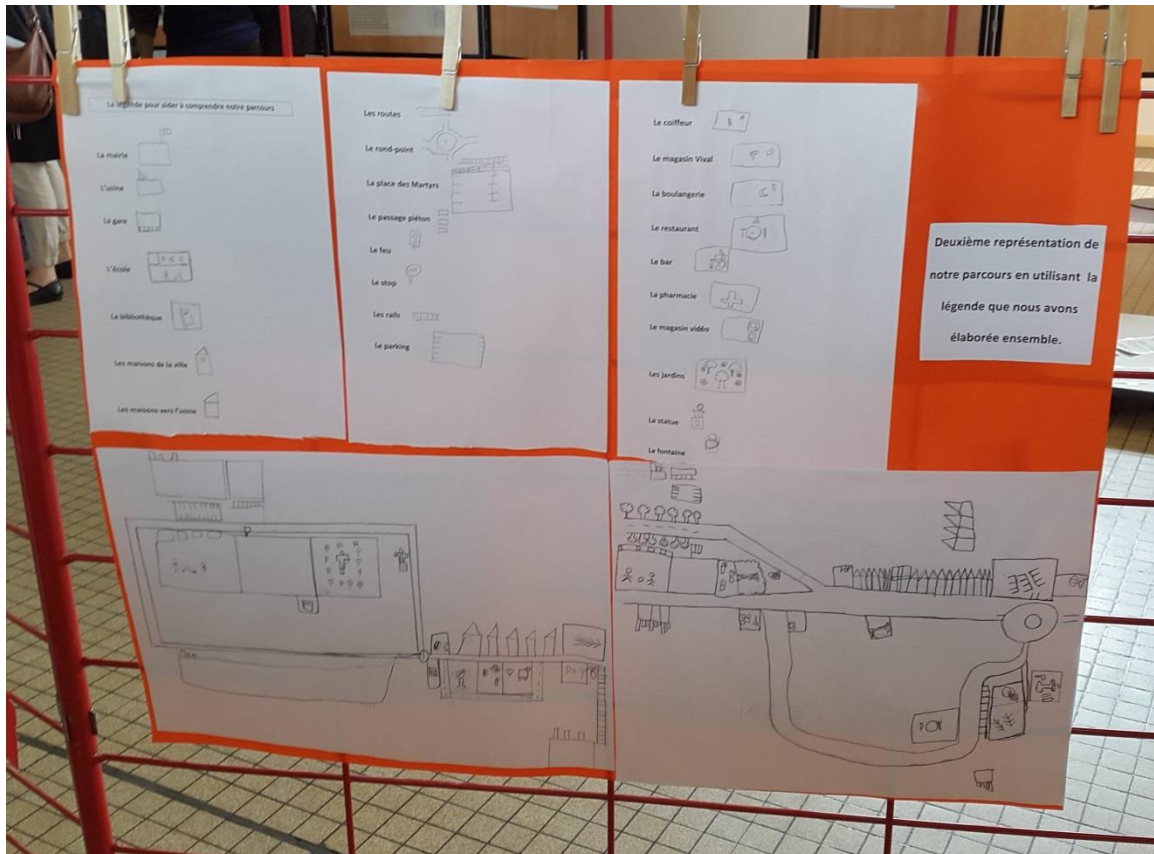 La légende pour aider à comprendre notre parcours
La mairie
L'usine
La gare
L'école
La bibliothèque
Les maisons de la ville
Les maisons vers l'usine
Les routes
Le rond-point
La place des Martyrs
Le passage piéton
Le feu
Le stop
Les rails
Le parking
Le coiffeur
Le magasin Vival
La boulangerie
Le restaurant
Le bar
La pharmacie
Le magasin vidéo
Les jardins
La statue
La fontaine
Deuxième représentation de
notre parcours en utilisant la
légende que nous avons
élaborée ensemble.